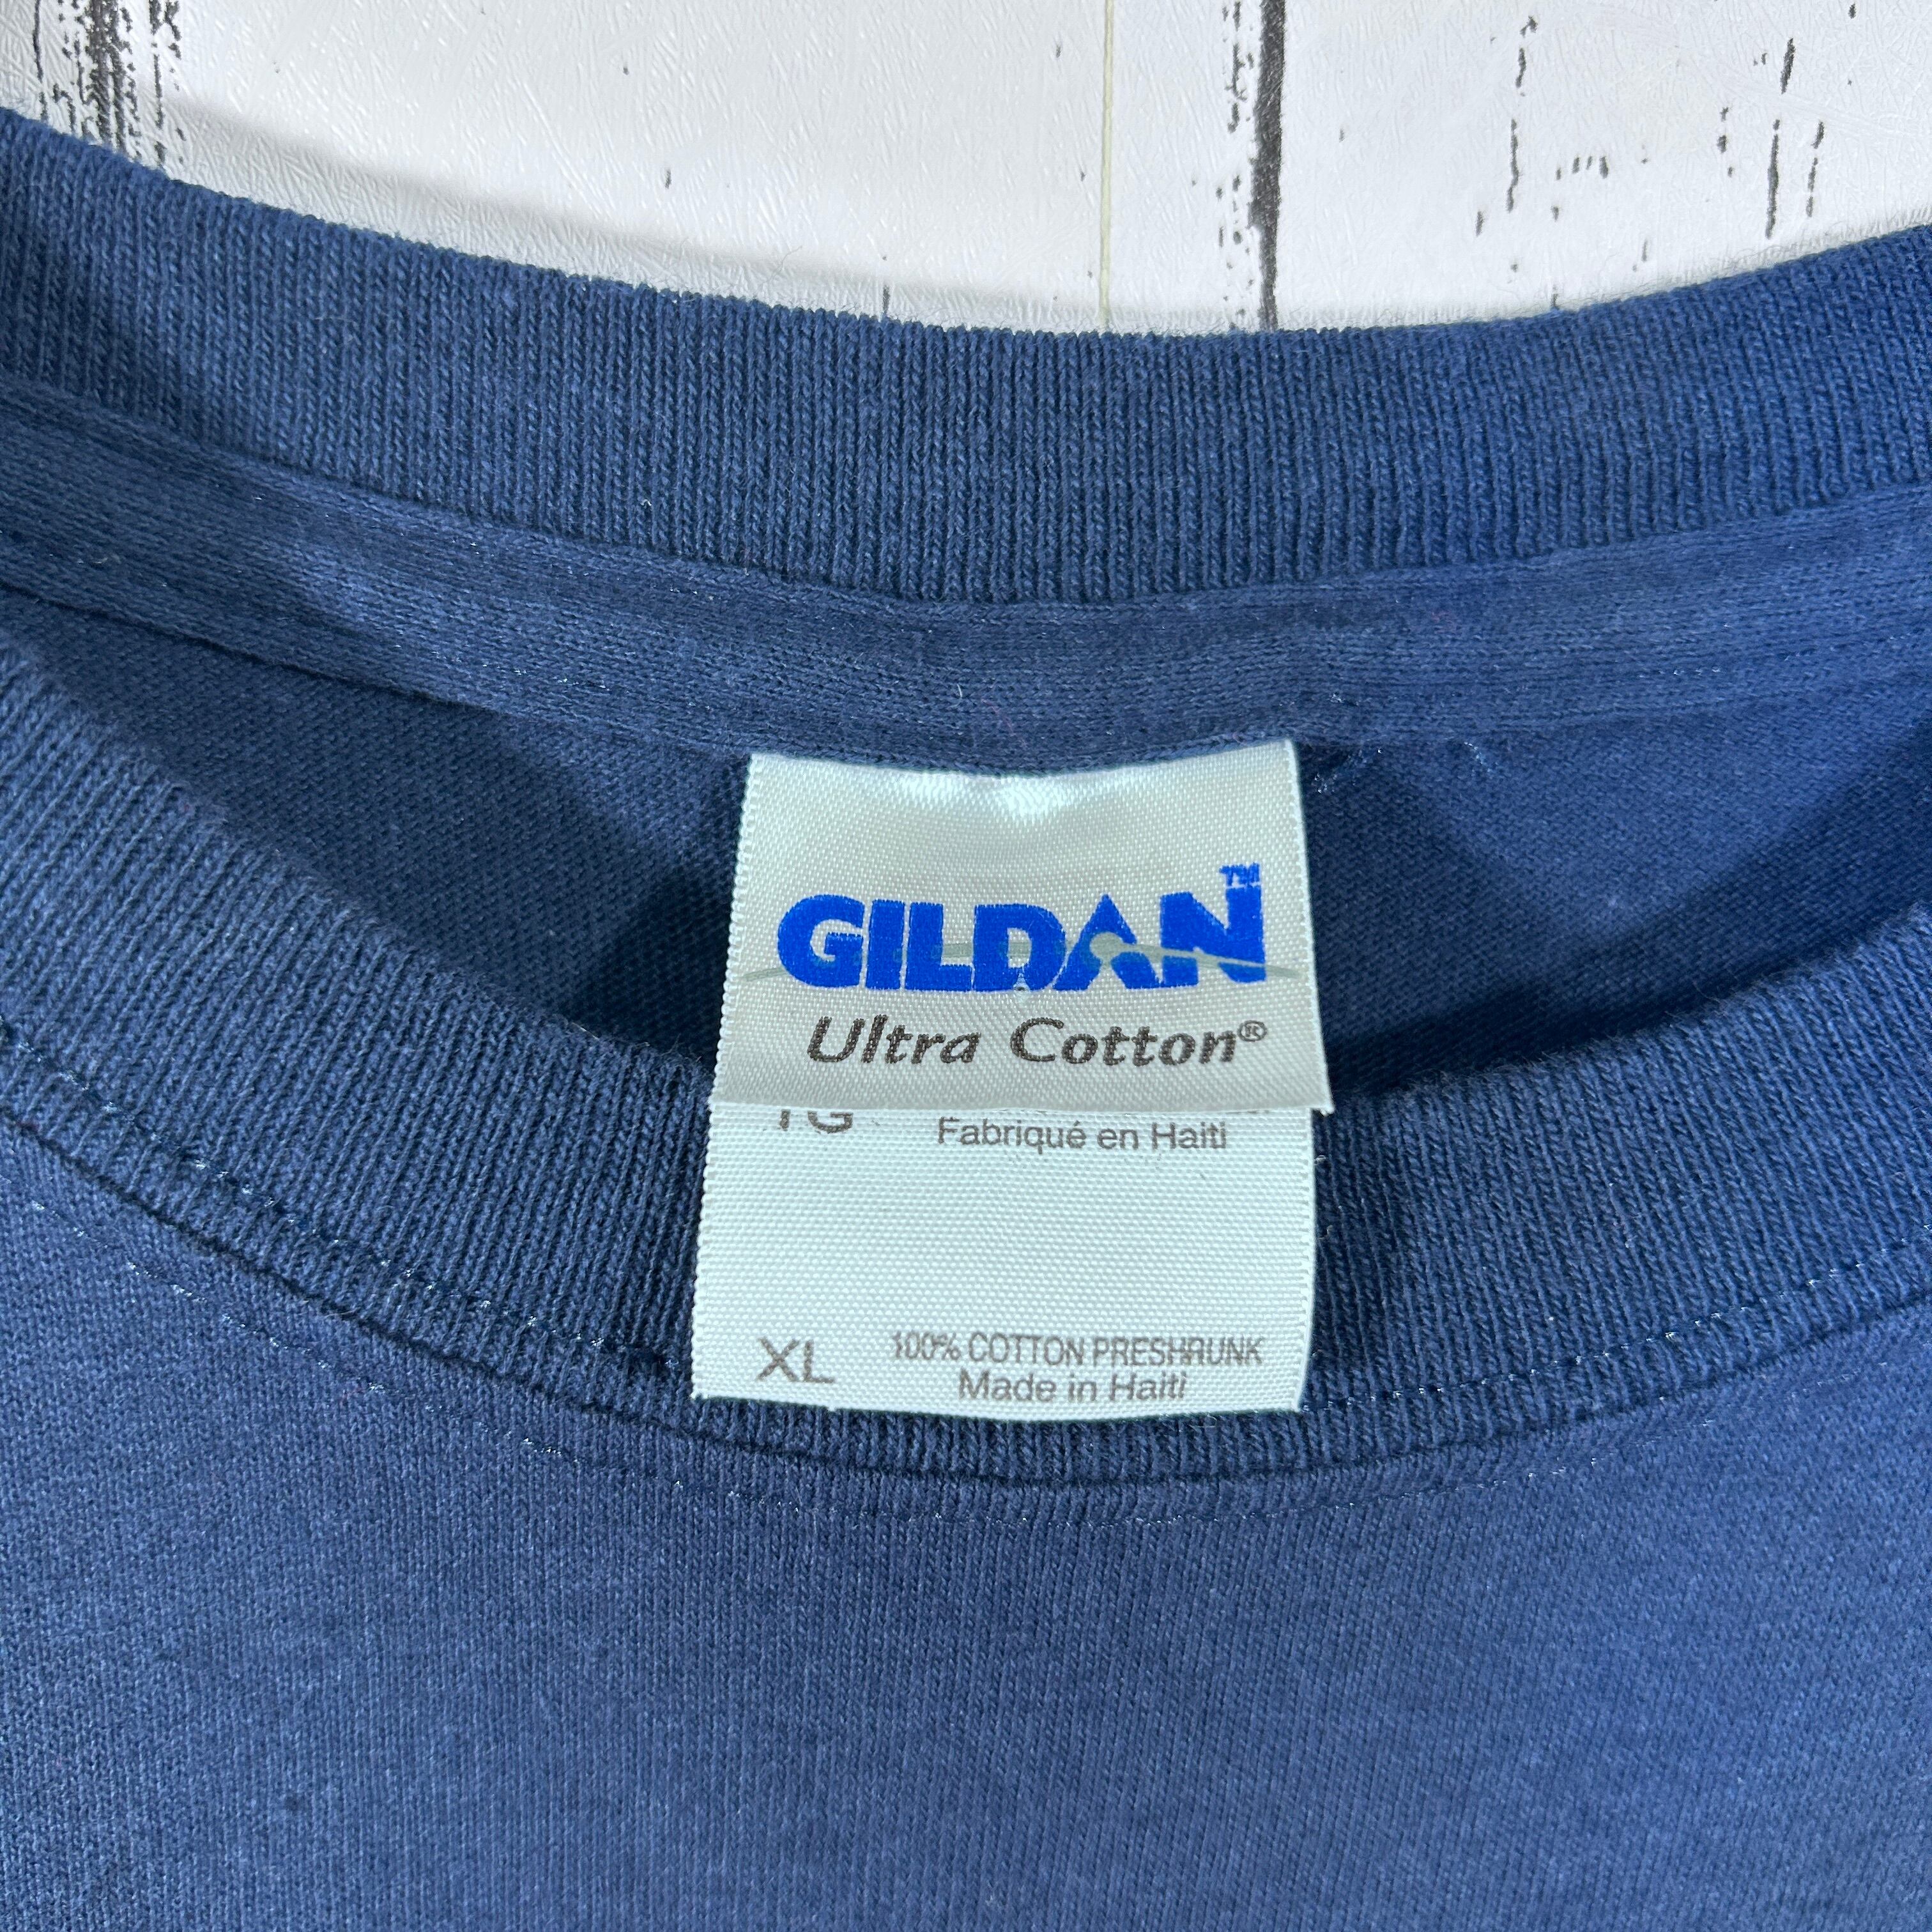 GILDAN™
Ultra Cotton®
TG
Fabriqué en Haiti
XL 100% COTTON PRESHRUNK
Made in Haiti